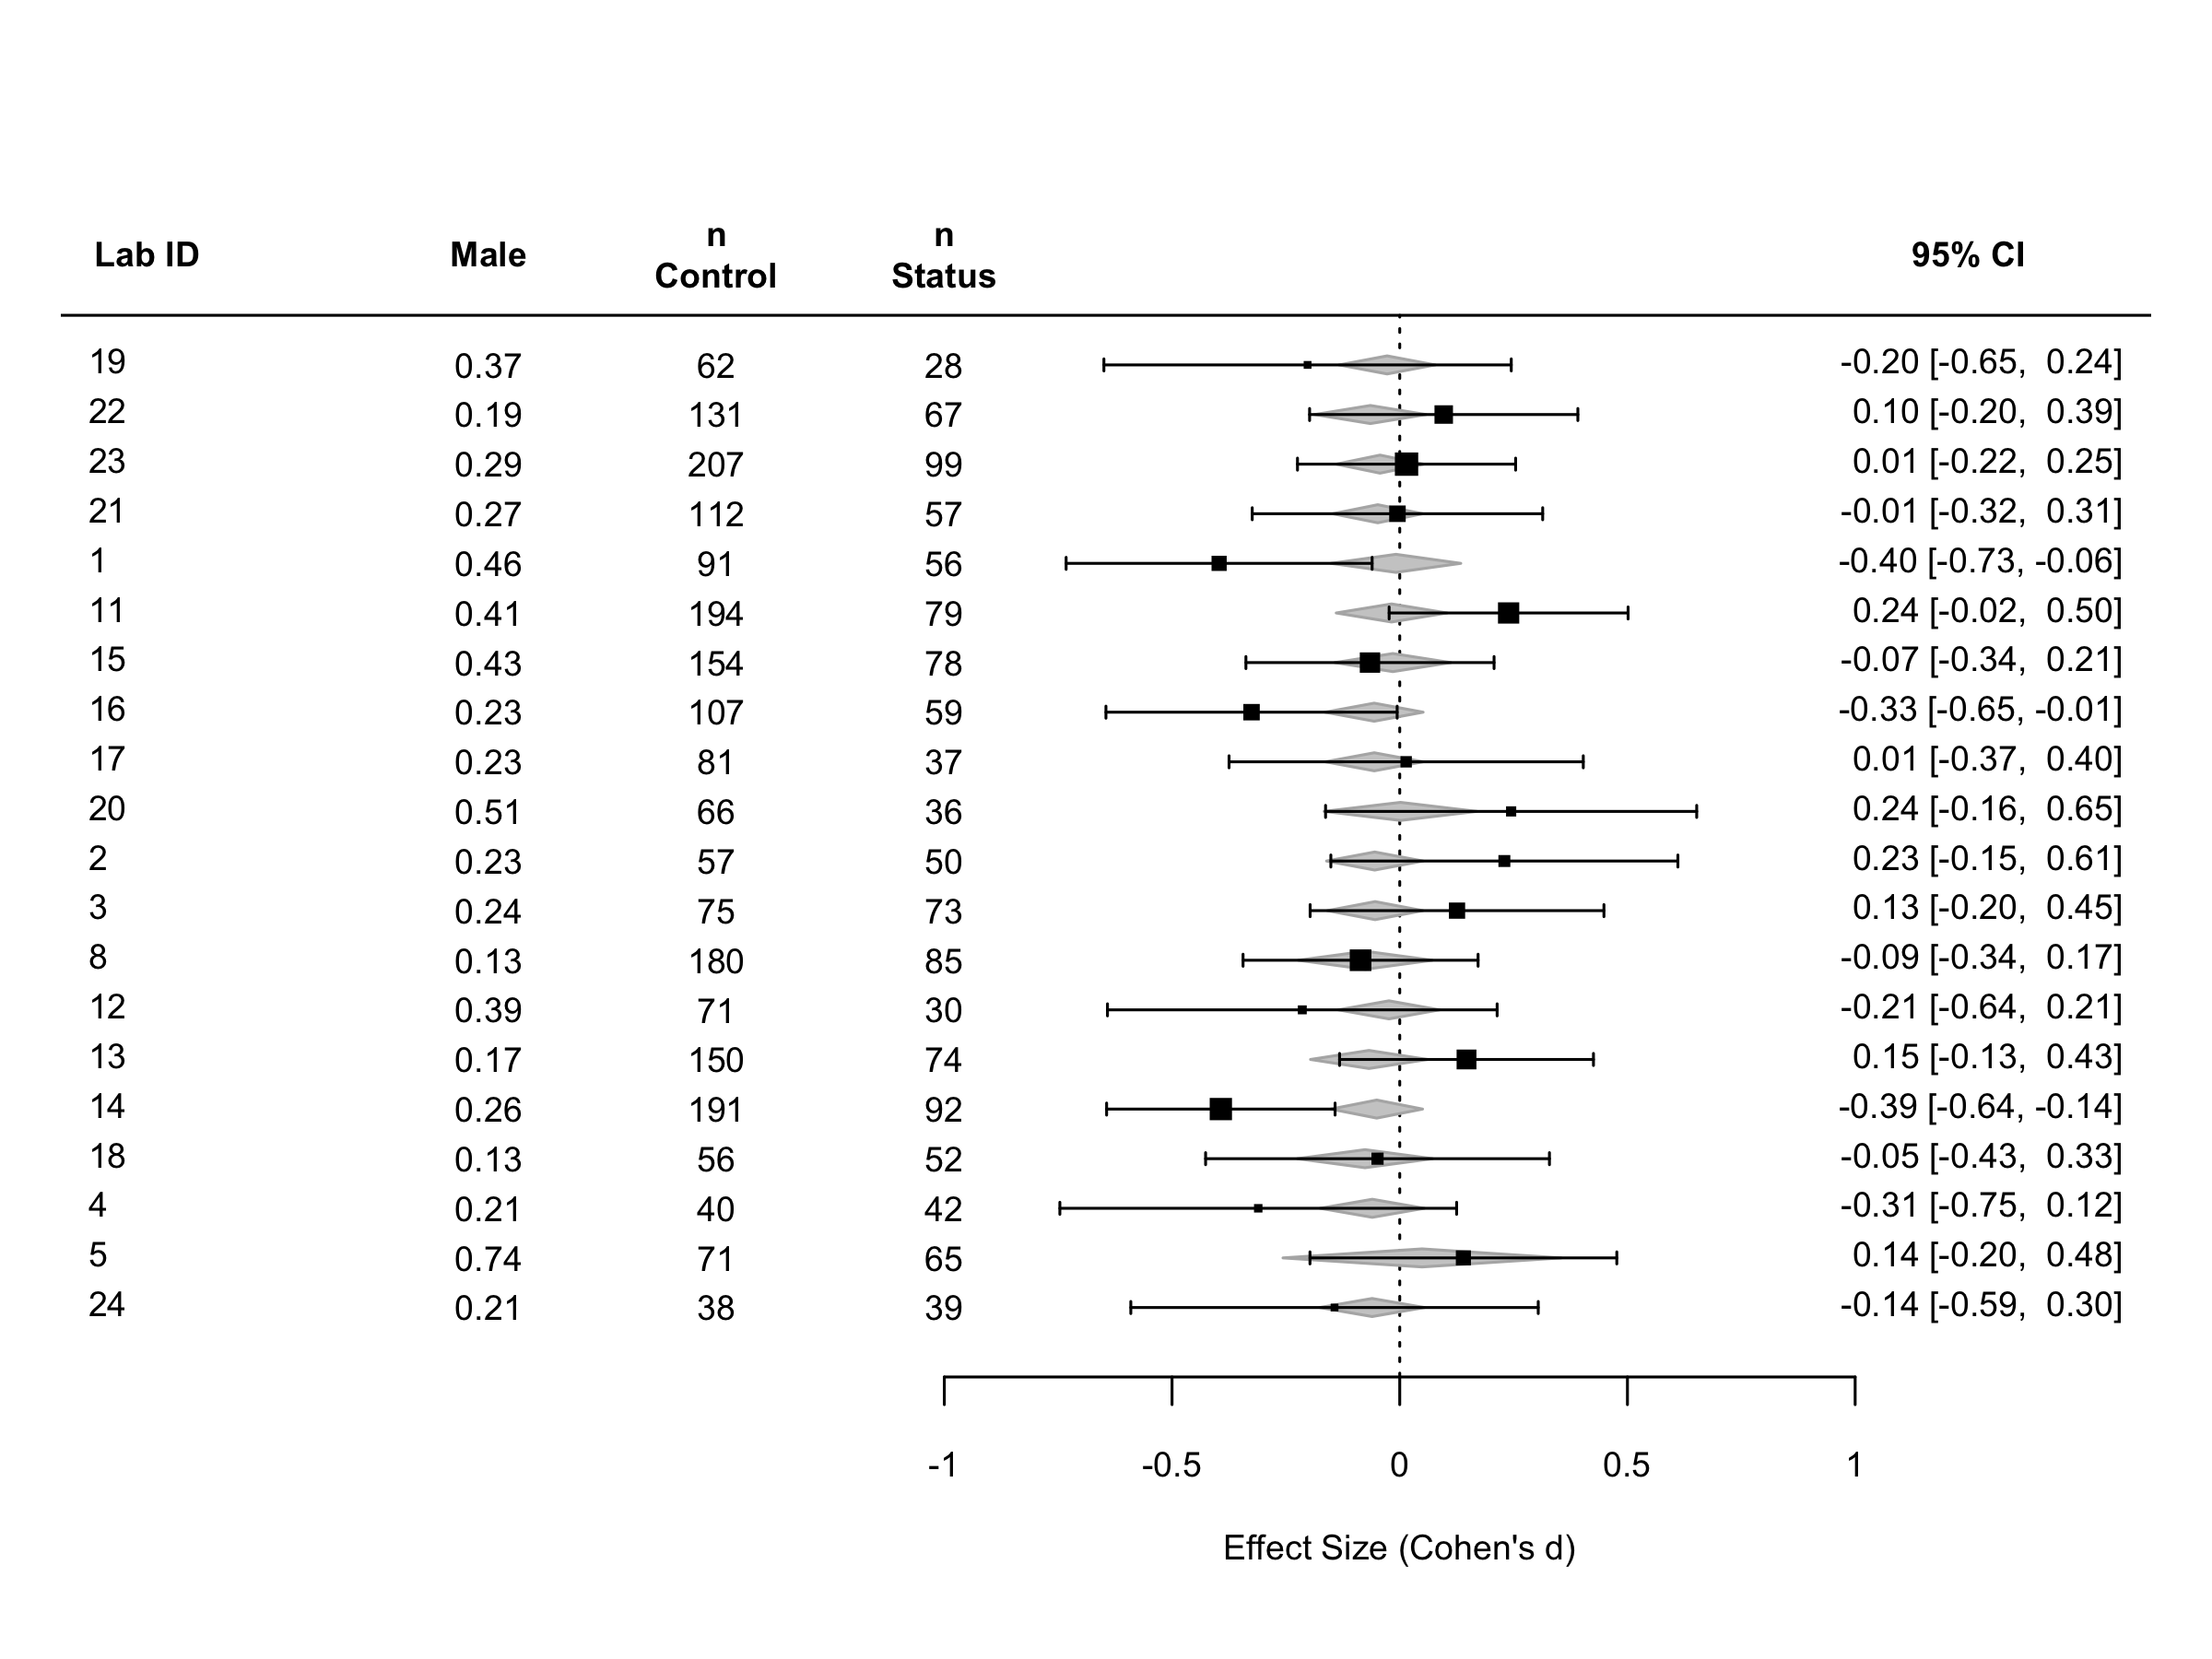 Lab ID Male n Control n Status 95% CI
19 0.37 62 28 -0.20 [-0.65, 0.24]
22 0.19 131 67 0.10 [-0.20, 0.39]
23 0.29 207 99 0.01 [-0.22, 0.25]
21 0.27 112 57 -0.01 [-0.32, 0.31]
1 0.46 91 56 -0.40 [-0.73, -0.06]
11 0.41 194 79 0.24 [-0.02, 0.50]
15 0.43 154 78 -0.07 [-0.34, 0.21]
16 0.23 107 59 -0.33 [-0.65, -0.01]
17 0.23 81 37 0.01 [-0.37, 0.40]
20 0.51 66 36 0.24 [-0.16, 0.65]
2 0.23 57 50 0.23 [-0.15, 0.61]
3 0.24 75 73 0.13 [-0.20, 0.45]
8 0.13 180 85 -0.09 [-0.34, 0.17]
12 0.39 71 30 -0.21 [-0.64, 0.21]
13 0.17 150 74 0.15 [-0.13, 0.43]
14 0.26 191 92 -0.39 [-0.64, -0.14]
18 0.13 56 52 -0.05 [-0.43, 0.33]
4 0.21 40 42 -0.31 [-0.75, 0.12]
5 0.74 71 65 0.14 [-0.20, 0.48]
24 0.21 38 39 -0.14 [-0.59, 0.30]
-1 -0.5 0 0.5 1
Effect Size (Cohen's d)